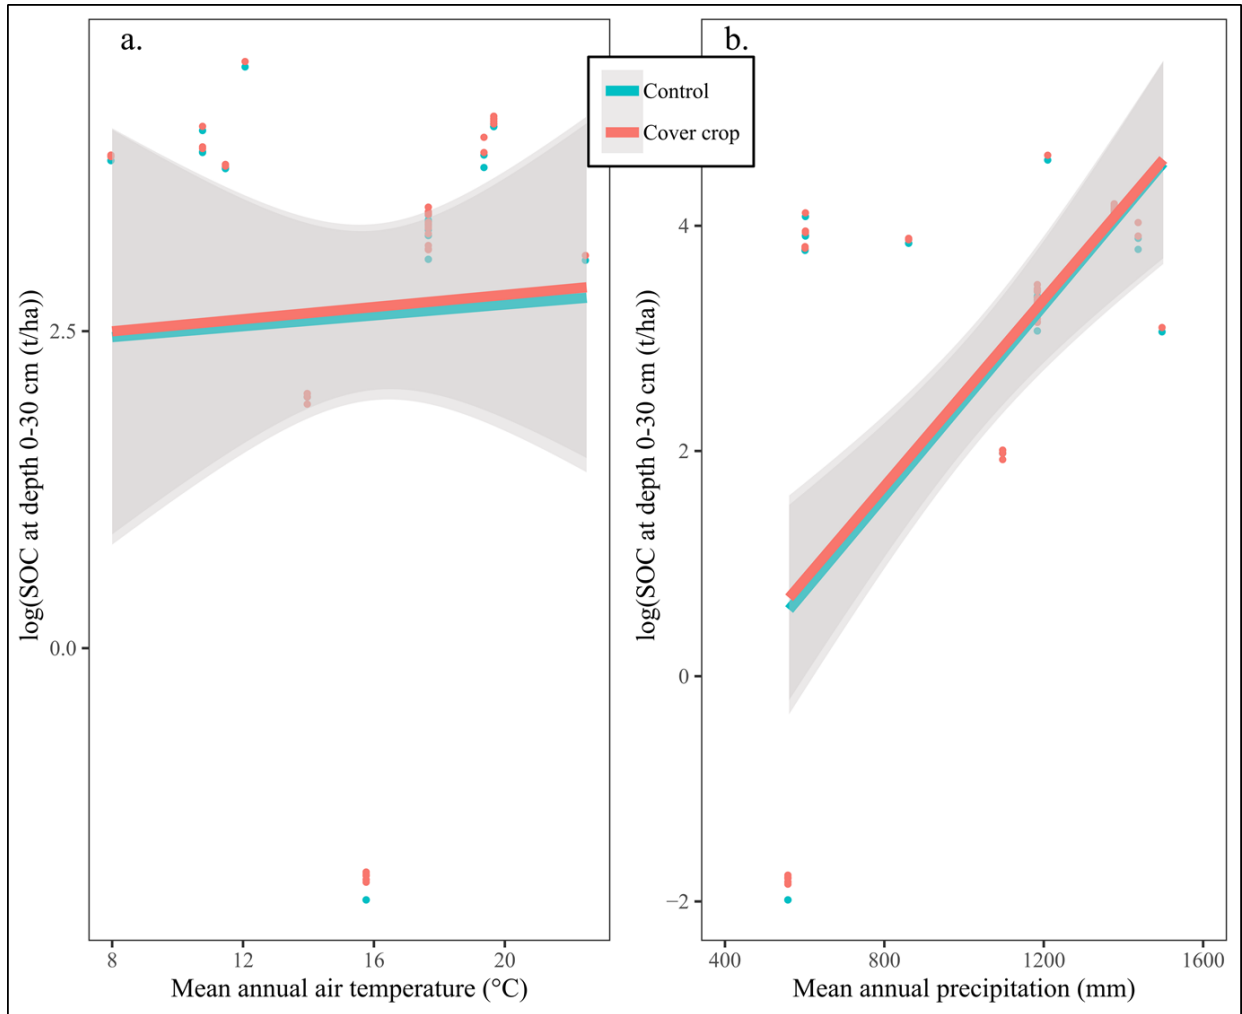 a.
b.
Control
Cover crop
log(SOC at depth 0-30 cm (t/ha))
2.5
0.0
8
12
16
20
Mean annual air temperature (°C)
log(SOC at depth 0-30 cm (t/ha))
4
2
0
−2
400
800
1200
1600
Mean annual precipitation (mm)